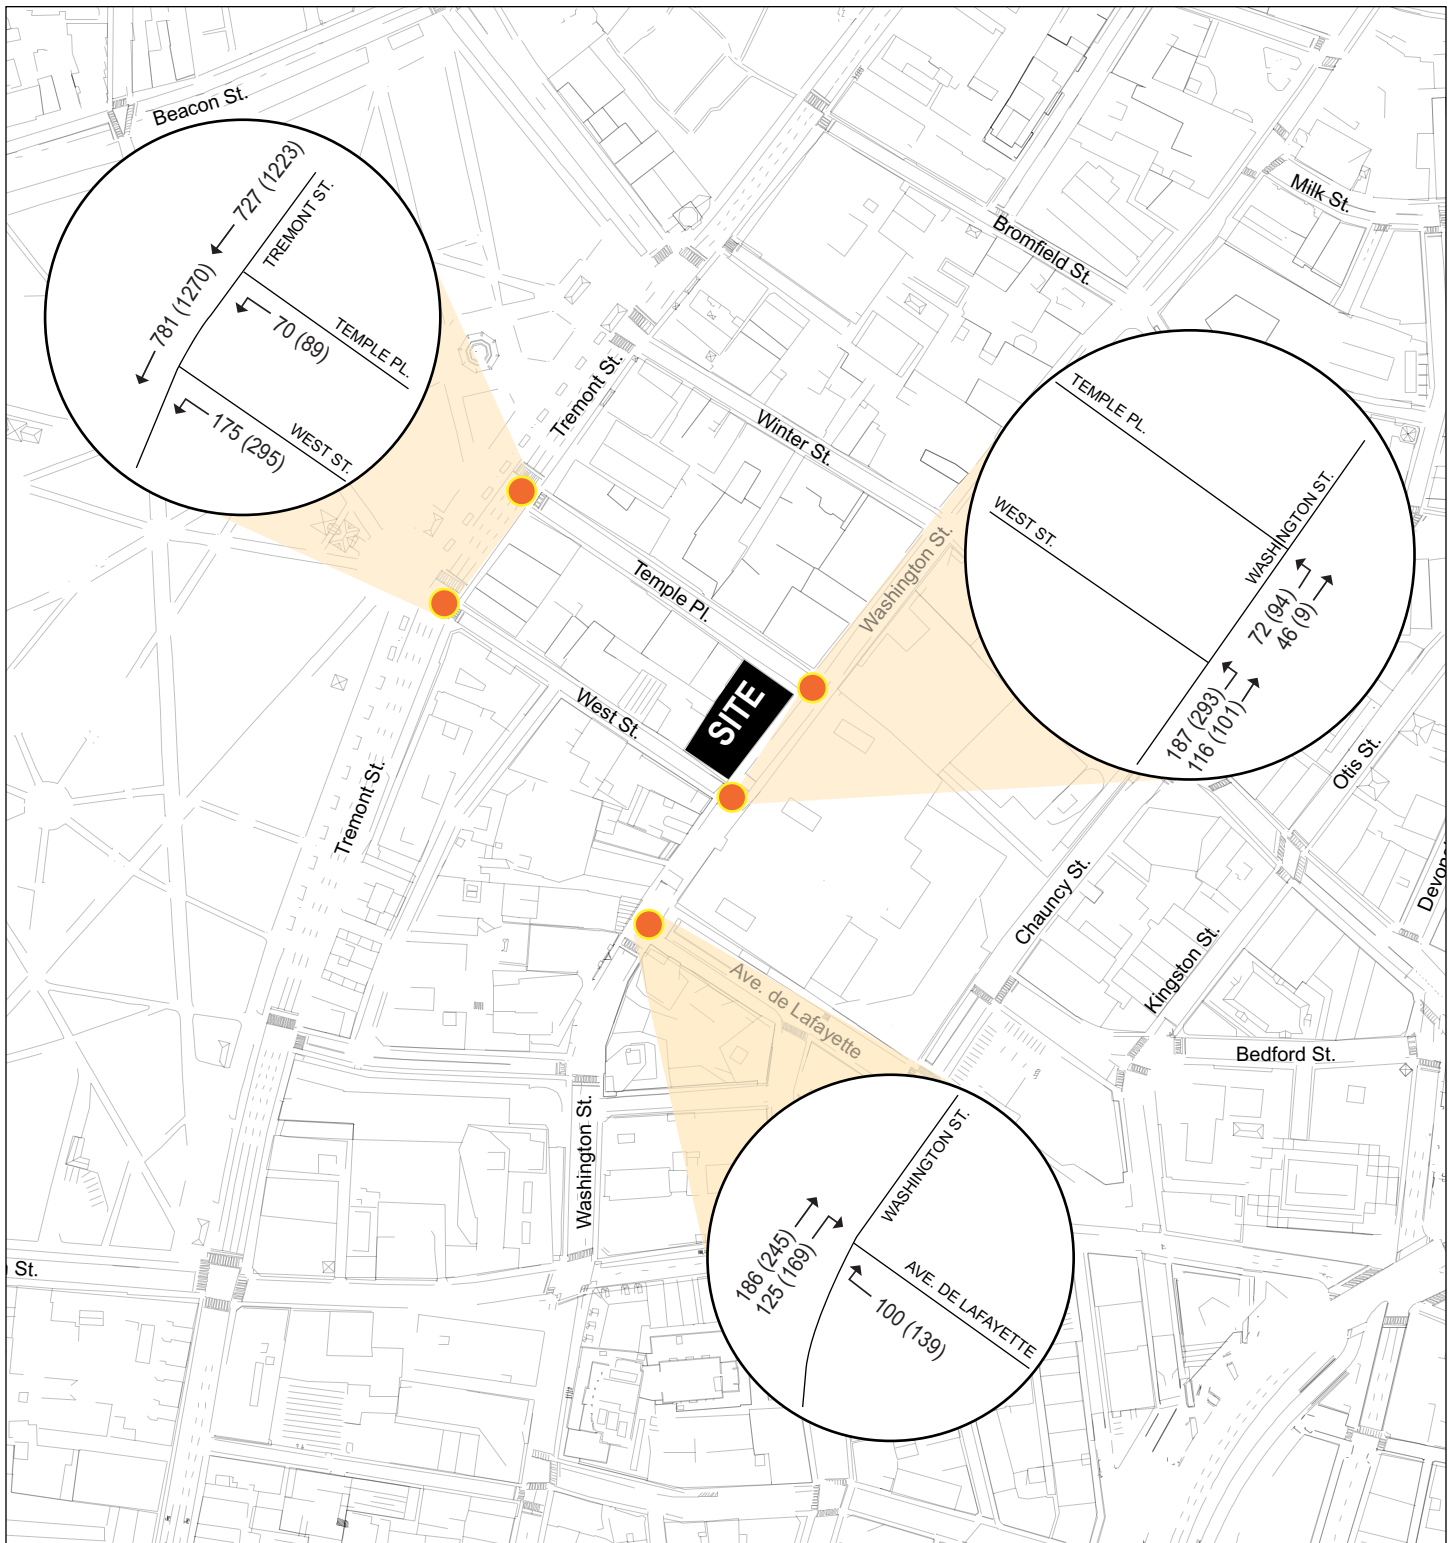 Beacon St.
Milk St.
Bromfield St.
727 (1223)
TREMONT ST.
781 (1270)
70 (89)
TEMPLE PL.
175 (295)
WEST ST.
Tremont St.
Winter St.
TEMPLE PL.
WEST ST.
WASHINGTON ST.
72 (94)
46 (9)
187 (293)
116 (101)
Washington St.
Temple Pl.
SITE
West St.
Tremont St.
Otis St.
Chauncy St.
Kingston St.
Ave. de Lafayette
Bedford St.
Washington St.
WASHINGTON ST.
186 (245)
125 (169)
AVE. DE LAFAYETTE
100 (139)
St.